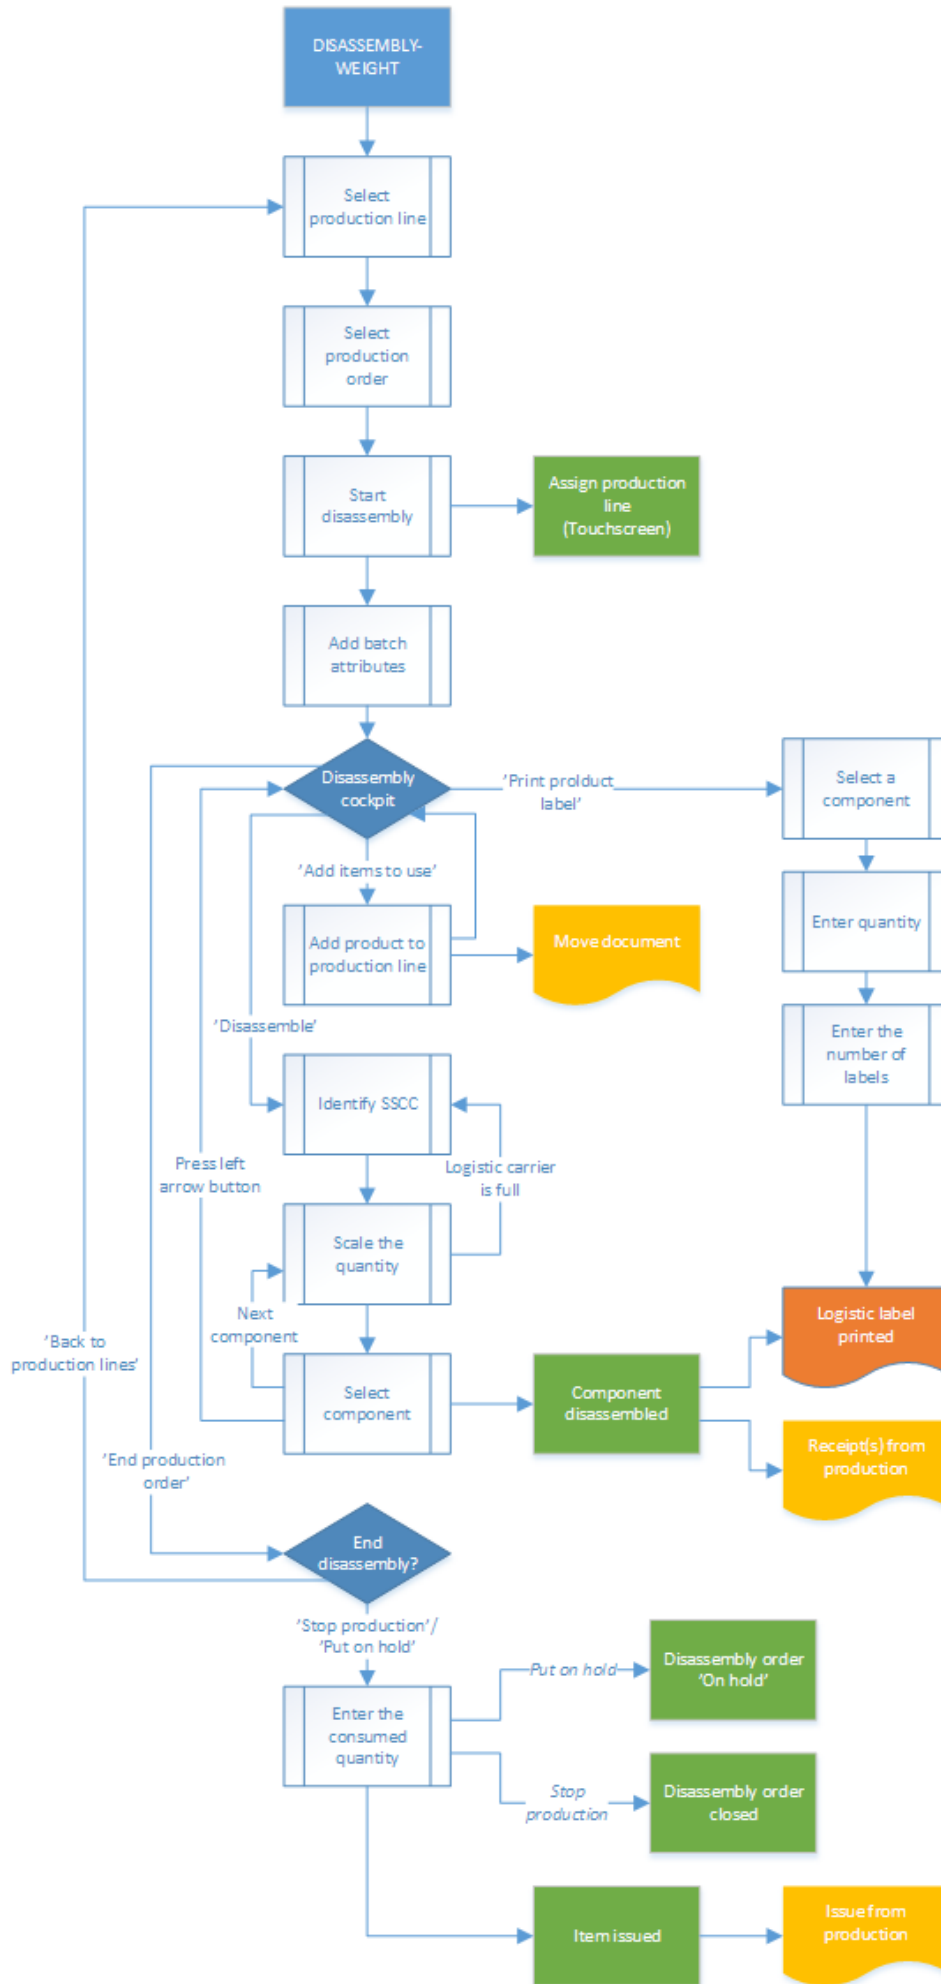 DISASSEMBLY-
WEIGHT
Select
production line
Select
production
order
Start
disassembly
Assign production
line
(Touchscreen)
Add batch
attributes
Disassembly
cockpit
'Print prolduct
label'
Select a
component
'Add items to use'
Enter quantity
Add product to
production line
Move document
'Disassemble'
Enter the
number of
labels
Identify SSCC
Press left
arrow button
Logistic carrier
is full
Scale the
quantity
Next
component
Logistic label
printed
'Back to
production lines'
Select
component
Component
disassembled
Receipt(s) from
production
'End production
order'
End
disassembly?
'Stop production'/
'Put on hold'
Put on hold
Disassembly order
'On hold'
Enter the
consumed
quantity
Stop
production
Disassembly order
closed
Item issued
Issue from
production